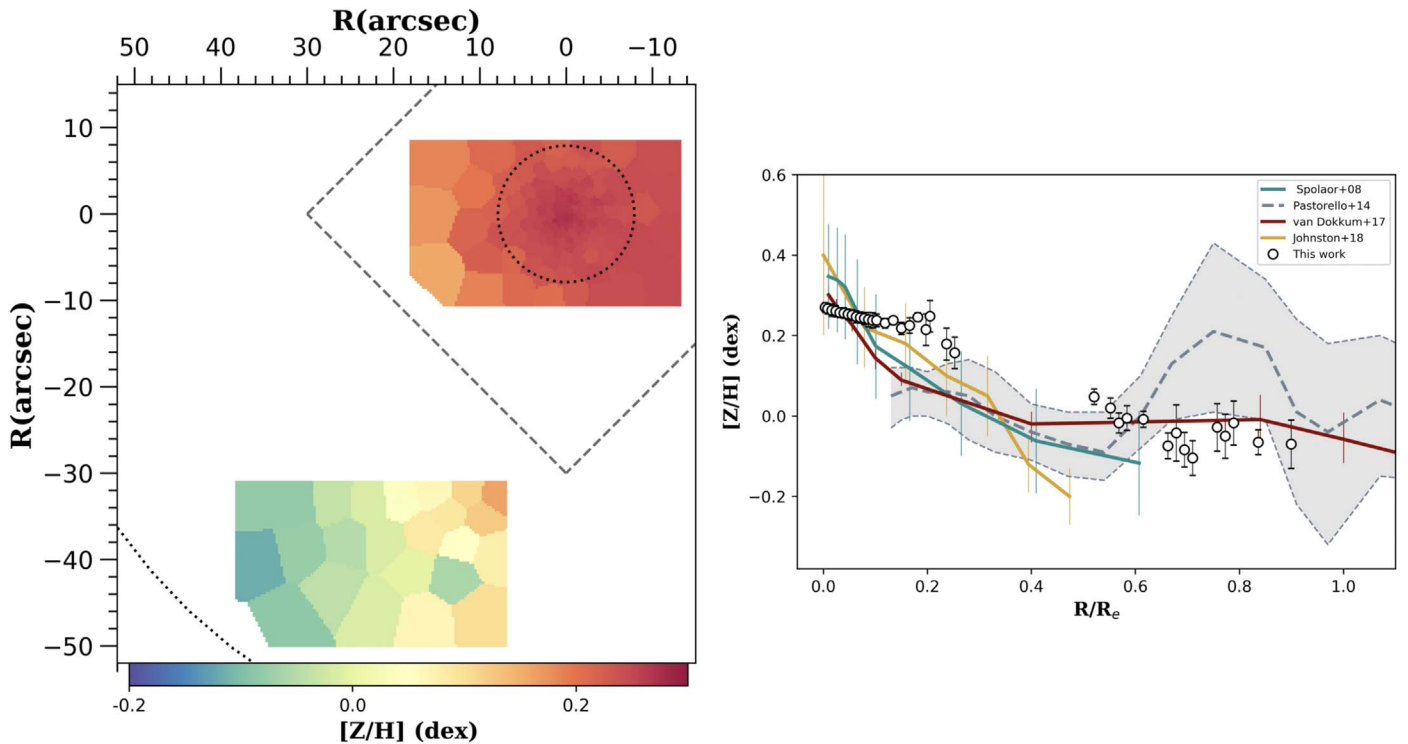 R(arcsec)
50 40 30 20 10 0 −10
10
0
−10
−20
−30
−40
−50
R(arcsec)
-0.2 0.0 0.2
[Z/H] (dex)
0.6
0.4
0.2
0.0
−0.2
[Z/H] (dex)
Spolaor+08
Pastorello+14
van Dokkum+17
Johnston+18
This work
0.0 0.2 0.4 0.6 0.8 1.0
R/Re